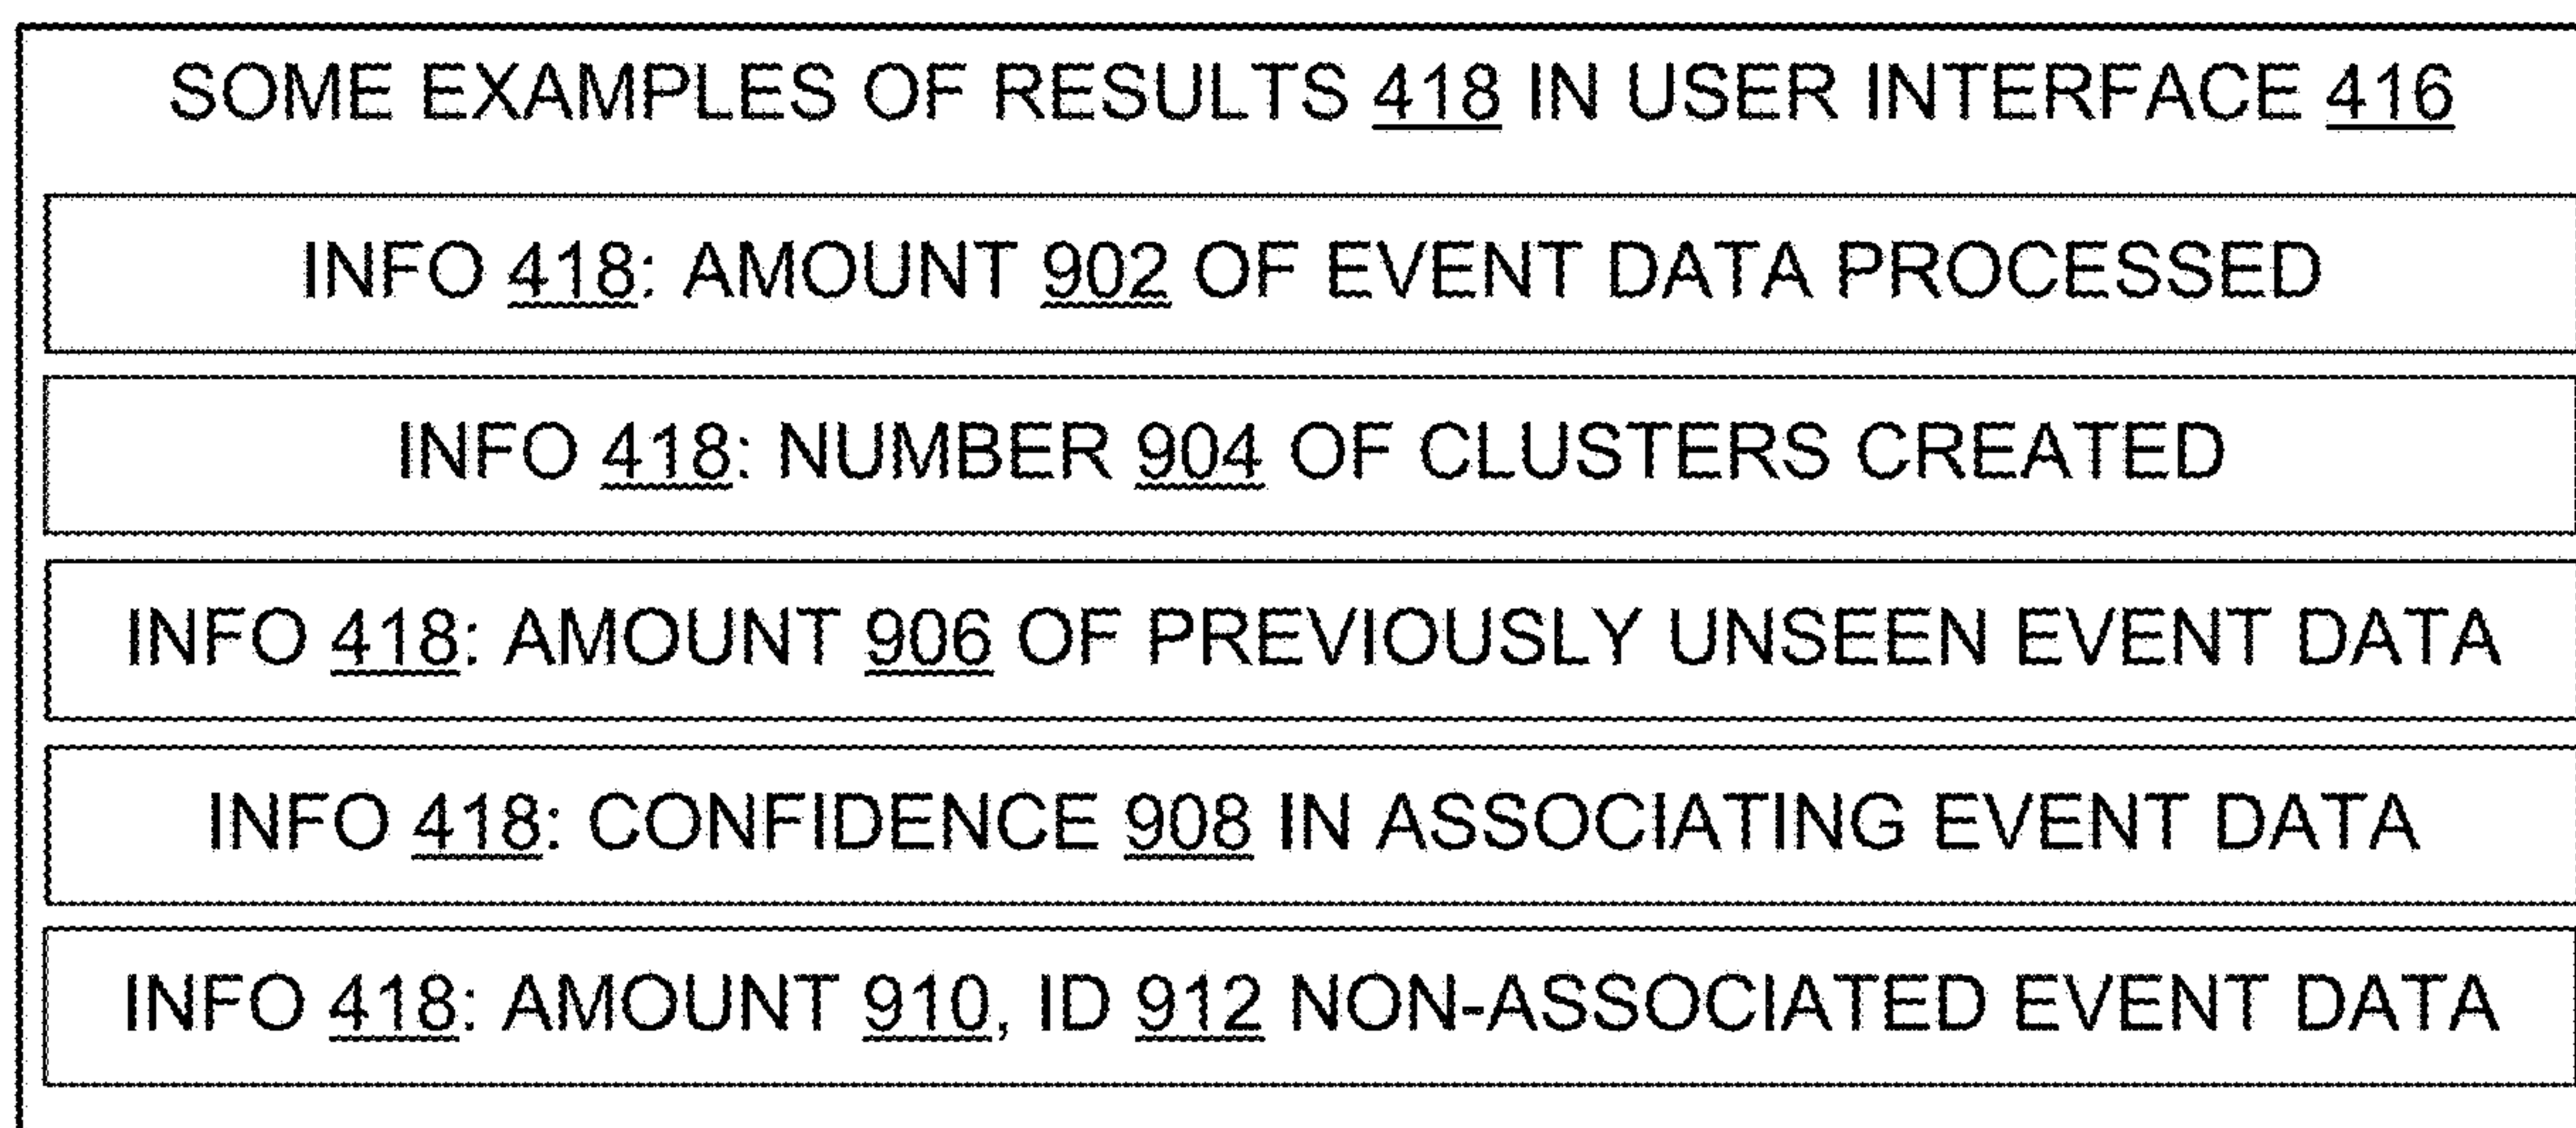 SOME EXAMPLES OF RESULTS 418 IN USER INTERFACE 416
INFO 418: AMOUNT 902 OF EVENT DATA PROCESSED
INFO 418: NUMBER 904 OF CLUSTERS CREATED
INFO 418: AMOUNT 906 OF PREVIOUSLY UNSEEN EVENT DATA
INFO 418: CONFIDENCE 908 IN ASSOCIATING EVENT DATA
INFO 418: AMOUNT 910, ID 912 NON-ASSOCIATED EVENT DATA